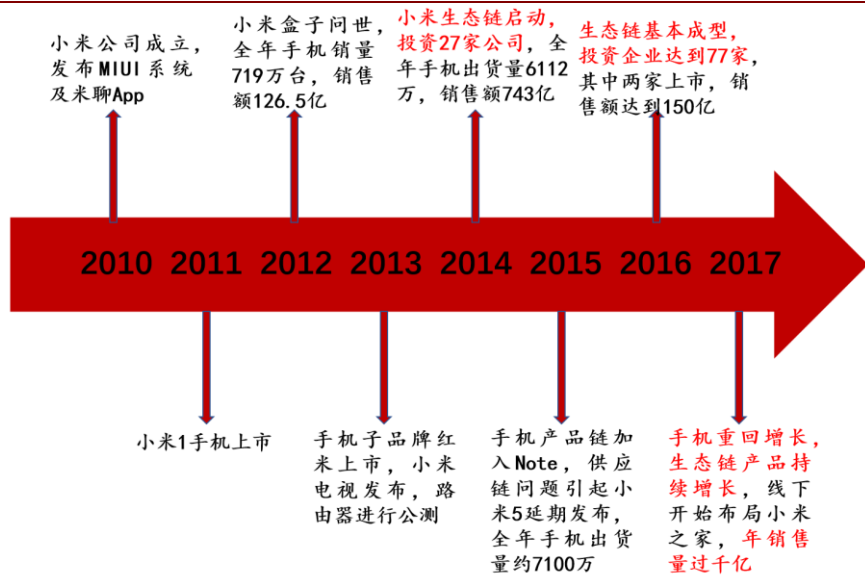 小米公司成立，
发布MIUI系统
及米聊App
小米盒子问世，
全年手机销量
719万台，销售
额126.5亿
小米生态链启动，
投资27家公司，全
年手机出货量6112
万，销售额743亿
生态链基本成型，
投资企业达到77家，
其中两家上市，销
售额达到150亿
2010 2011 2012 2013 2014 2015 2016 2017
小米1手机上市
手机子品牌红
米上市，小米
电视发布，路
由器进行公测
手机产品链加
入Note，供应
链问题引起小
米5延期发布，
全年手机出货
量约7100万
手机重回增长，
生态链产品持
续增长，线下
开始布局小米
之家，年销售
量过千亿